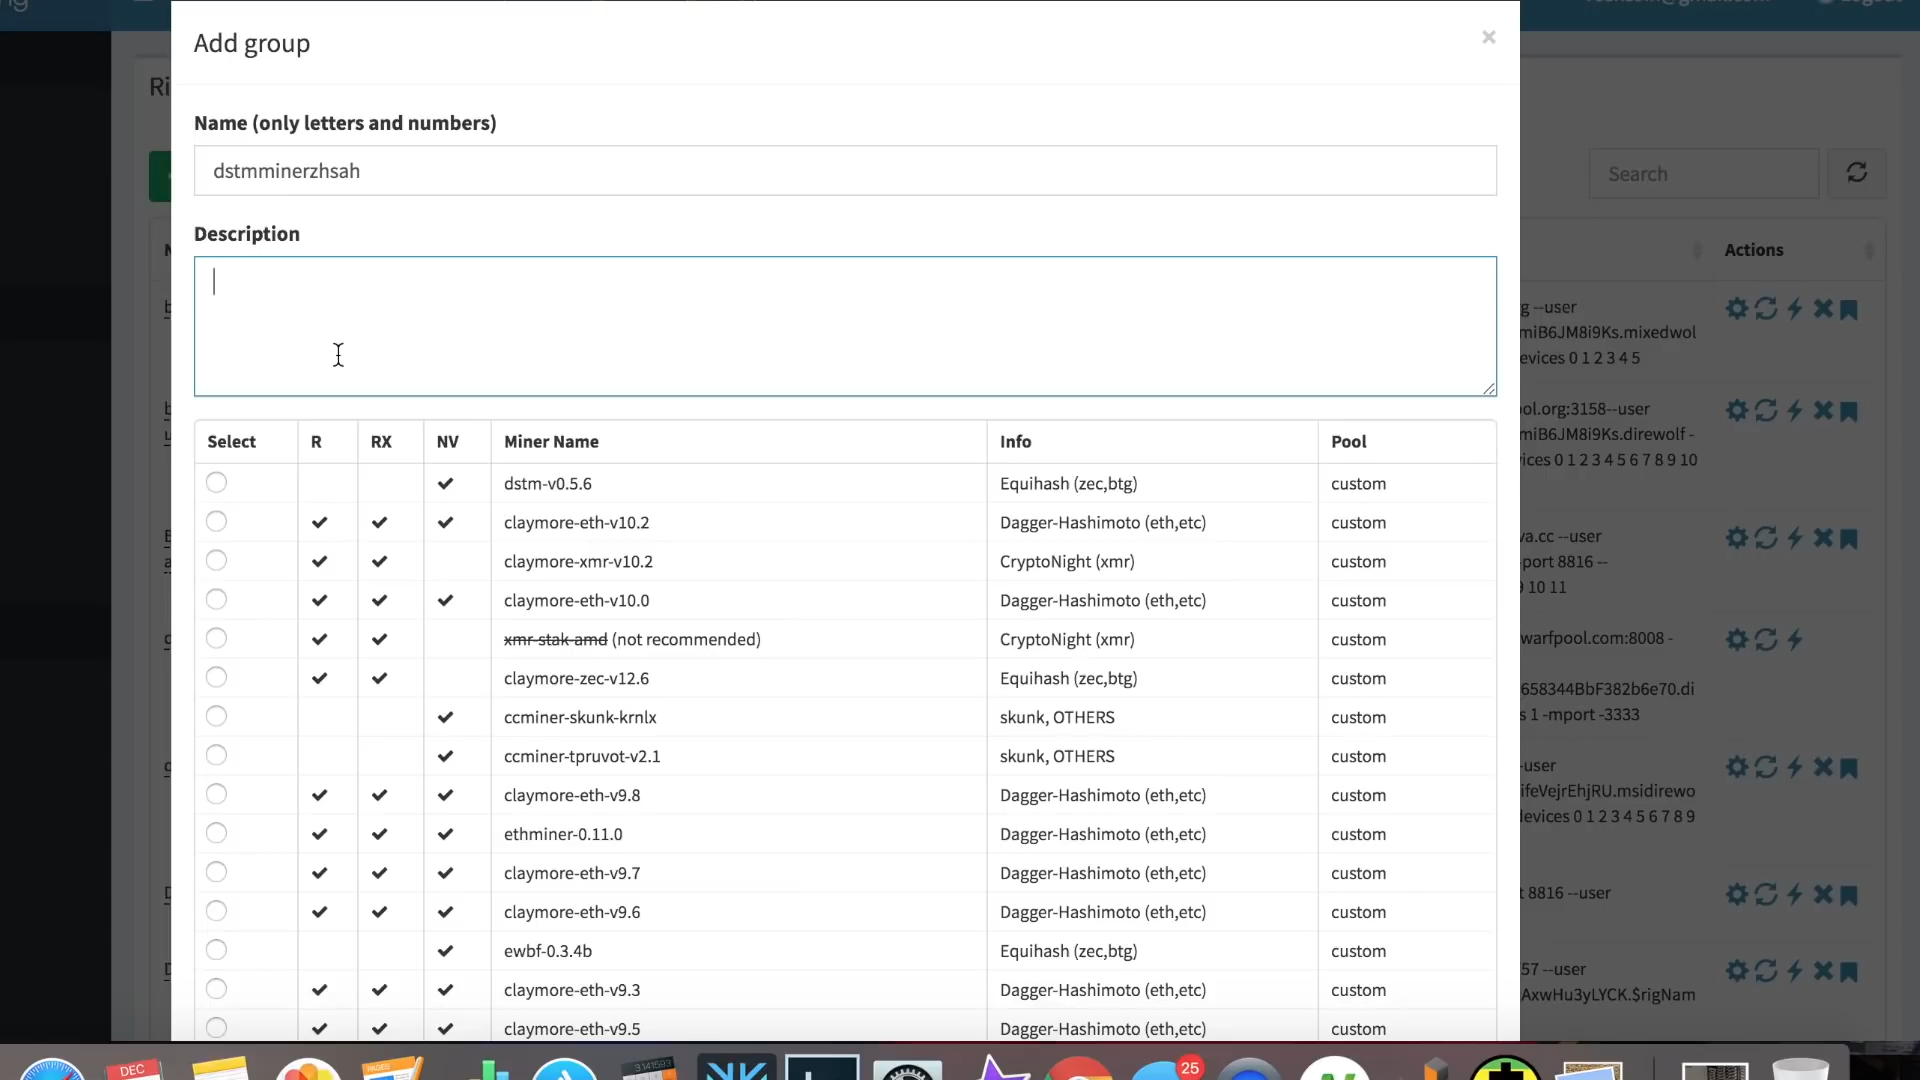 Add group
×
Name (only letters and numbers)
dstmminerzhsah
Search
Description
Actions
g --user
miB6JM8i9Ks.mixedwol
evices 0 1 2 3 4 5
ol.org:3158--user
miB6JM8i9Ks.direwolf -
ices 0 1 2 3 4 5 6 7 8 9 10
va.cc --user
-port 8816 --
9 10 11
warfpool.com:8008 -
658344BbF382b6e70.di
s 1 -mport -3333
-user
ifeVejrEhjRU.msidirewo
levices 0 1 2 3 4 5 6 7 8 9
t 8816 --user
57 --user
AxwHu3yLYCK.$rigNam
Select R RX NV Miner Name Info Pool
✔ dstm-v0.5.6 Equihash (zec,btg) custom
✔ ✔ ✔ claymore-eth-v10.2 Dagger-Hashimoto (eth,etc) custom
✔ ✔ claymore-xmr-v10.2 CryptoNight (xmr) custom
✔ ✔ ✔ claymore-eth-v10.0 Dagger-Hashimoto (eth,etc) custom
✔ ✔ xmr-stak-amd (not recommended) CryptoNight (xmr) custom
✔ ✔ claymore-zec-v12.6 Equihash (zec,btg) custom
✔ ccminer-skunk-krnlx skunk, OTHERS custom
✔ ccminer-tpruvot-v2.1 skunk, OTHERS custom
✔ ✔ ✔ claymore-eth-v9.8 Dagger-Hashimoto (eth,etc) custom
✔ ✔ ✔ ethminer-0.11.0 Dagger-Hashimoto (eth,etc) custom
✔ ✔ ✔ claymore-eth-v9.7 Dagger-Hashimoto (eth,etc) custom
✔ ✔ ✔ claymore-eth-v9.6 Dagger-Hashimoto (eth,etc) custom
✔ ewbf-0.3.4b Equihash (zec,btg) custom
✔ ✔ ✔ claymore-eth-v9.3 Dagger-Hashimoto (eth,etc) custom
✔ ✔ ✔ claymore-eth-v9.5 Dagger-Hashimoto (eth,etc) custom
DEC
PAGES
3.141593
25